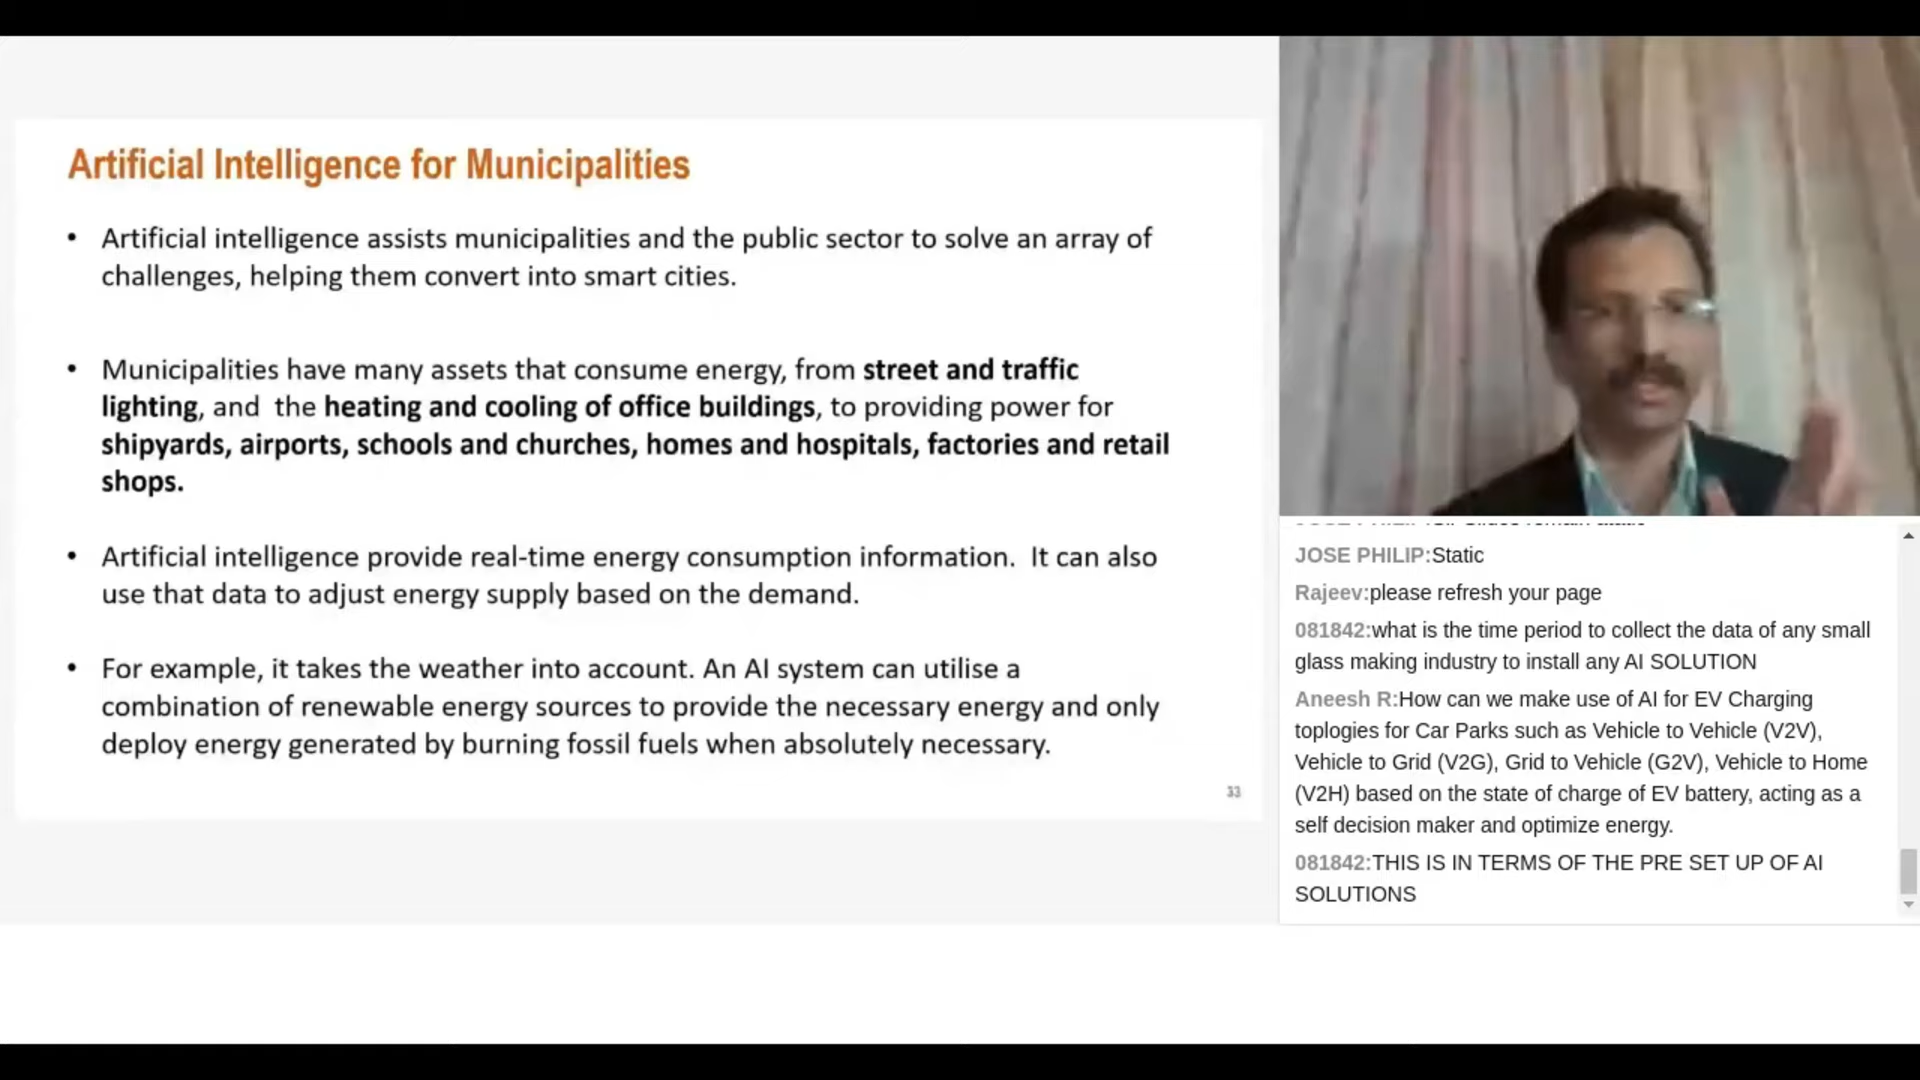 Artificial Intelligence for Municipalities
• Artificial intelligence assists municipalities and the public sector to solve an array of
challenges, helping them convert into smart cities.
• Municipalities have many assets that consume energy, from street and traffic
lighting, and  the heating and cooling of office buildings, to providing power for
shipyards, airports, schools and churches, homes and hospitals, factories and retail
shops.
• Artificial intelligence provide real-time energy consumption information.  It can also
use that data to adjust energy supply based on the demand.
• For example, it takes the weather into account. An AI system can utilise a
combination of renewable energy sources to provide the necessary energy and only
deploy energy generated by burning fossil fuels when absolutely necessary.
33
JOSE PHILIP:Static
Rajeev:please refresh your page
081842:what is the time period to collect the data of any small
glass making industry to install any AI SOLUTION
Aneesh R:How can we make use of AI for EV Charging
toplogies for Car Parks such as Vehicle to Vehicle (V2V),
Vehicle to Grid (V2G), Grid to Vehicle (G2V), Vehicle to Home
(V2H) based on the state of charge of EV battery, acting as a
self decision maker and optimize energy.
081842:THIS IS IN TERMS OF THE PRE SET UP OF AI
SOLUTIONS